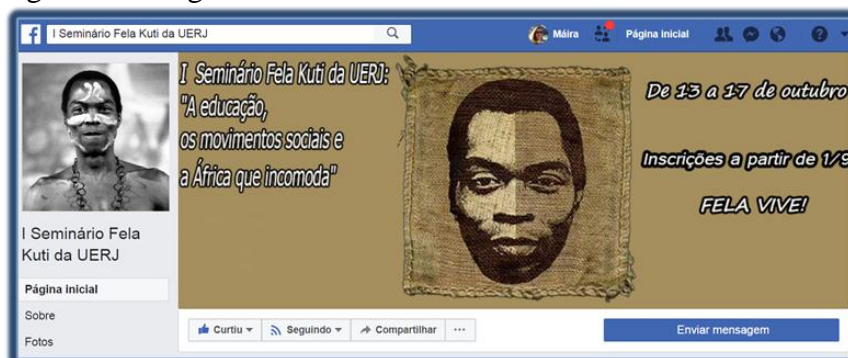 I Seminário Fela Kuti da UERJ
Máira
Página inicial
I Seminário Fela Kuti da UERJ:
"A educação,
os movimentos sociais e
a África que incomoda"
De 13 a 17 de outubro
Inscrições a partir de 1/9
FELA VIVE!
I Seminário Fela
Kuti da UERJ
Página inicial
Sobre
Fotos
Curtiu
Seguindo
Compartilhar
Enviar mensagem